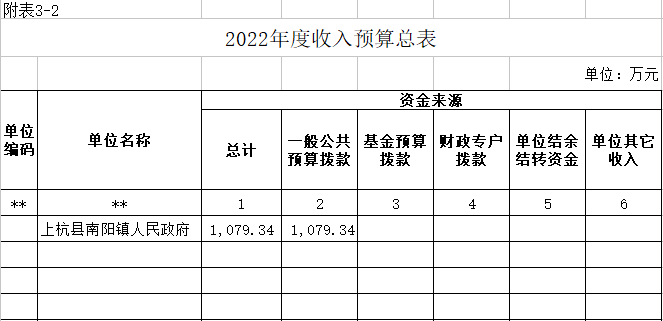 附表3-2
2022年度收入预算总表
单位：万元
单位编码 单位名称 资金来源
总计 一般公共预算拨款 基金预算拨款 财政专户拨款 单位结余结转资金 单位其它收入
** ** 1 2 3 4 5 6
上杭县南阳镇人民政府 1,079.34 1,079.34